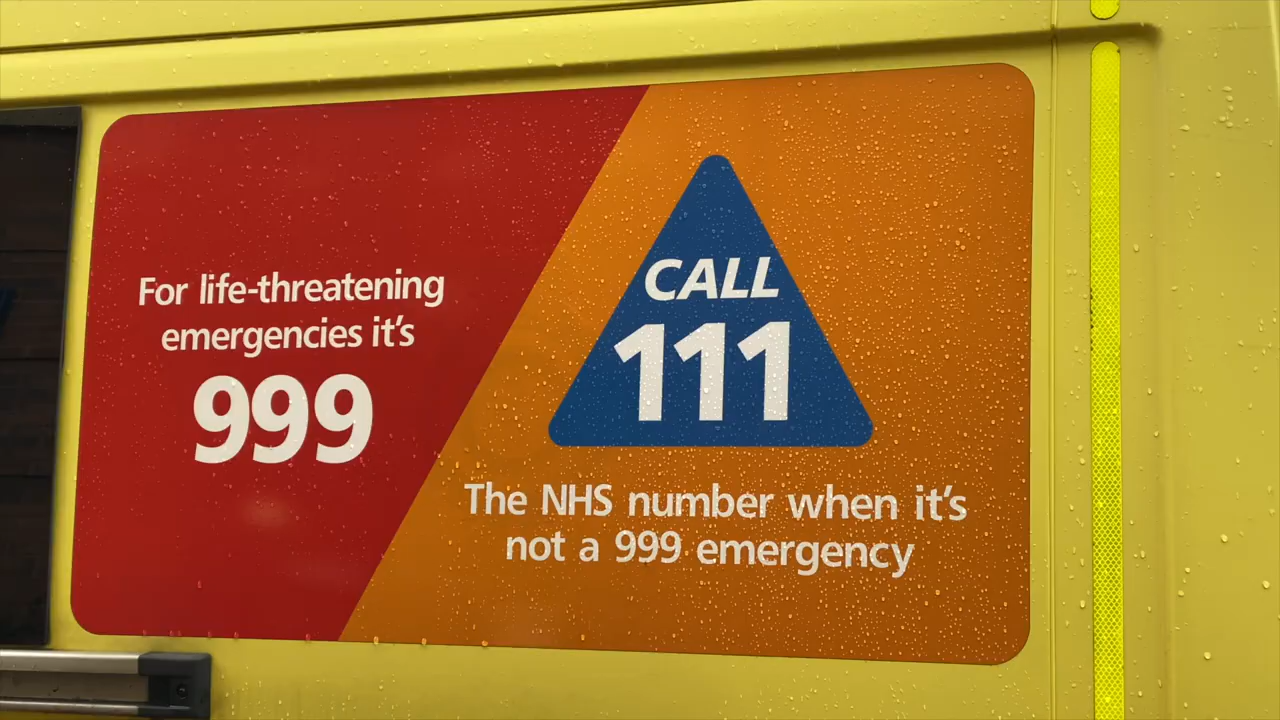 For life-threatening
emergencies it's
999
CALL
111
The NHS number when it's
not a 999 emergency